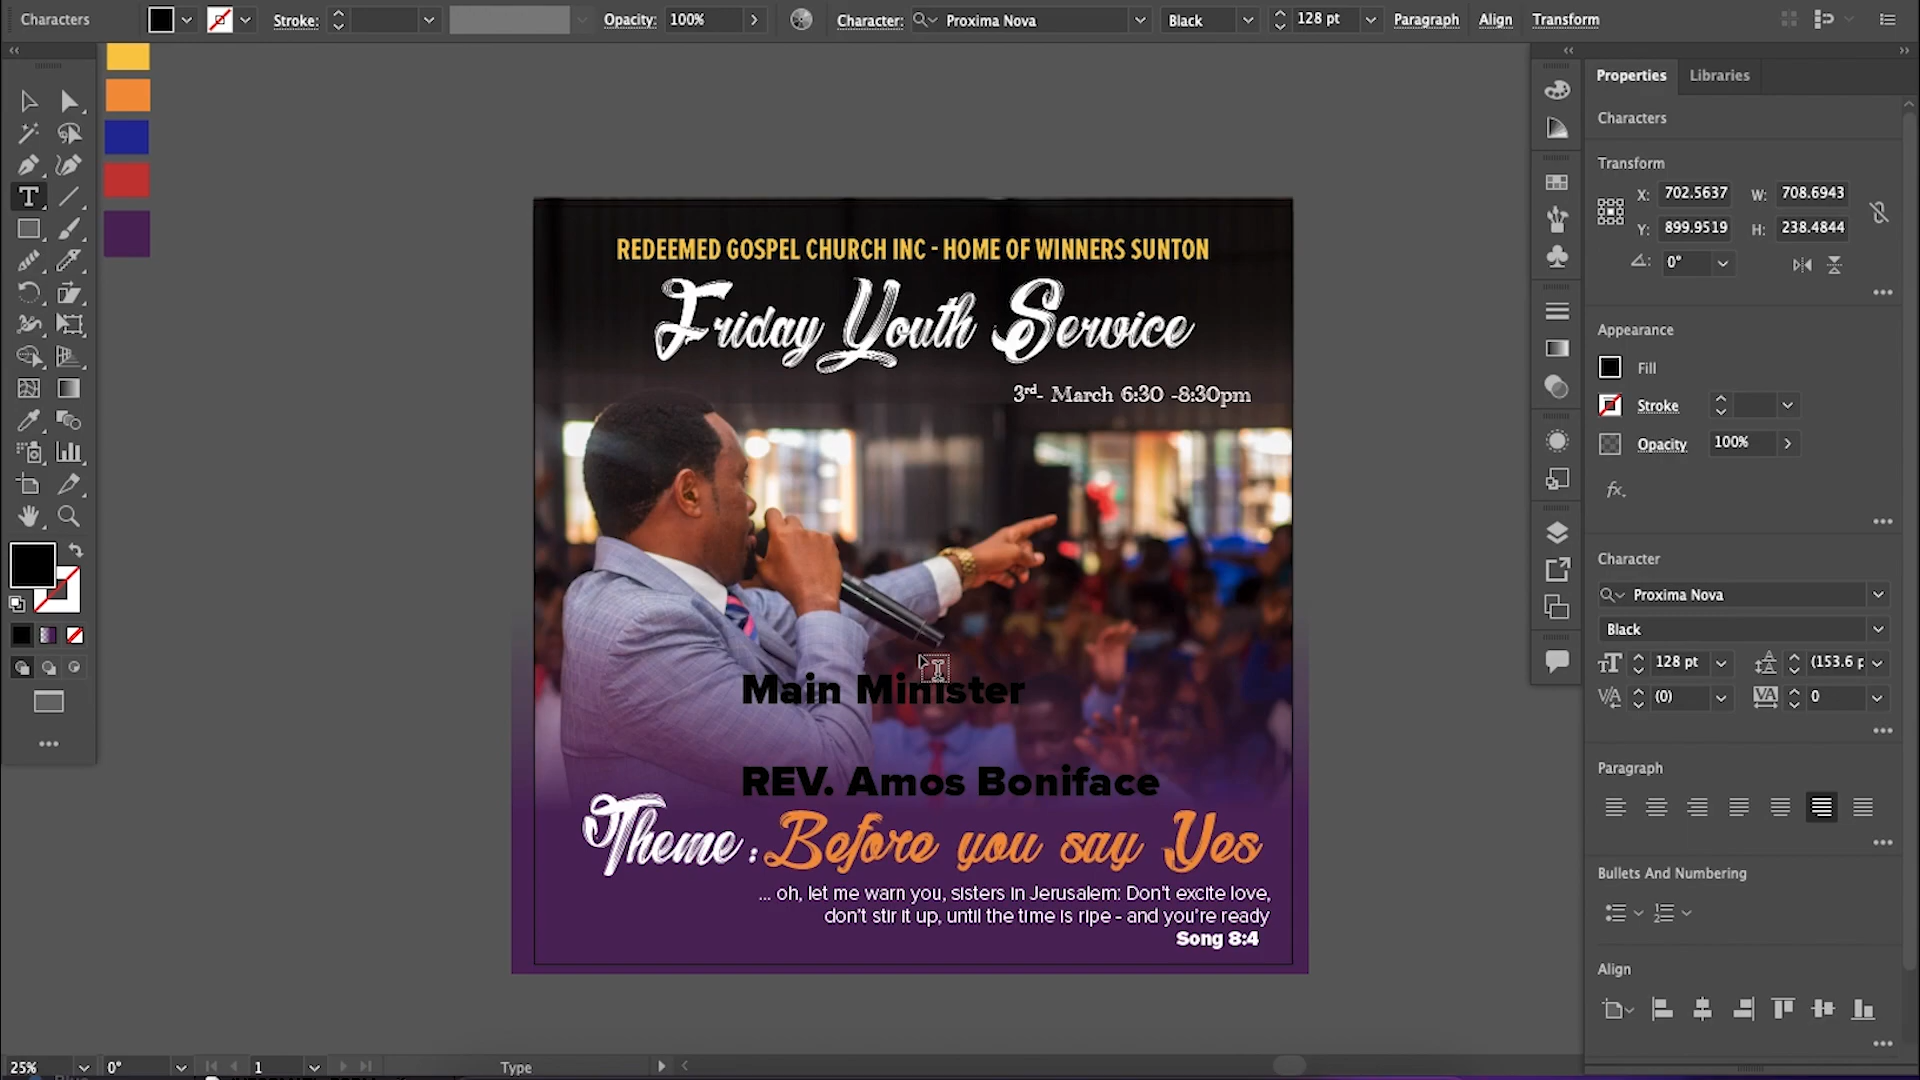 Characters
Stroke:
Opacity: 100%
Character: Proxima Nova
Black
128 pt
Paragraph
Align
Transform
Properties
Libraries
Characters
Transform
X: 702.5637 W: 708.6943
Y: 899.9519 H: 238.4844
0°
Appearance
Fill
Stroke
Opacity 100%
fx.
Character
Proxima Nova
Black
128 pt (153.6 p
(0) 0
Paragraph
Bullets And Numbering
Align
REDEEMED GOSPEL CHURCH INC - HOME OF WINNERS SUNTON
Friday Youth Service
3rd- March 6:30 -8:30pm
Main Minister
REV. Amos Boniface
Theme : Before you say Yes
... oh, let me warn you, sisters in Jerusalem: Don't excite love,
don't stir it up, until the time is ripe - and you're ready
Song 8:4
25% 0° 1 Type